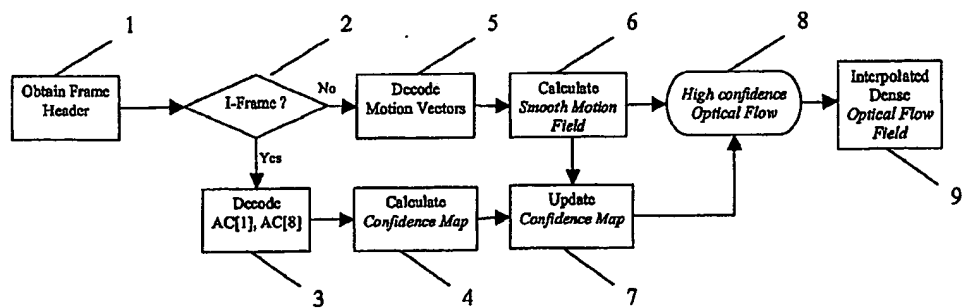 1
2
5
6
8
Obtain Frame
Header
I-Frame ?
No
Yes
Decode
Motion Vectors
Calculate
Smooth Motion
Field
High confidence
Optical Flow
Interpolated
Dense
Optical Flow
Field
9
Decode
AC[1], AC[8]
Calculate
Confidence Map
Update
Confidence Map
3
4
7